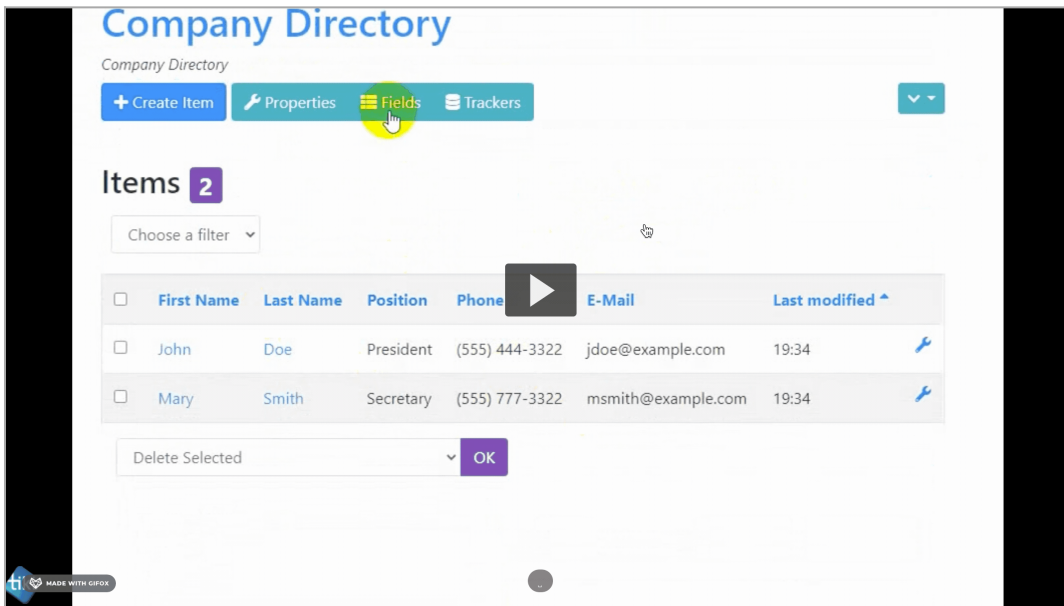 Company Directory
Company Directory
Create Item Properties Fields Trackers
Items 2
Choose a filter
First Name Last Name Position Phone E-Mail Last modified
John Doe President (555) 444-3322 jdoe@example.com 19:34
Mary Smith Secretary (555) 777-3322 msmith@example.com 19:34
Delete Selected OK
ti MADE WITH GIFOX